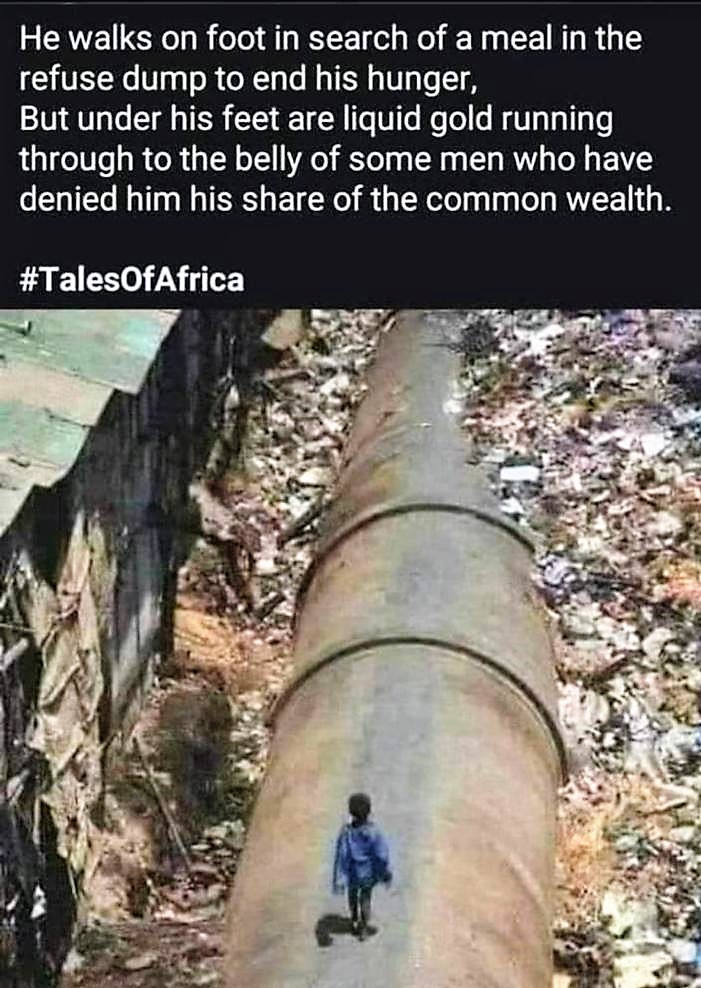 He walks on foot in search of a meal in the
refuse dump to end his hunger,
But under his feet are liquid gold running
through to the belly of some men who have
denied him his share of the common wealth.
#TalesOfAfrica